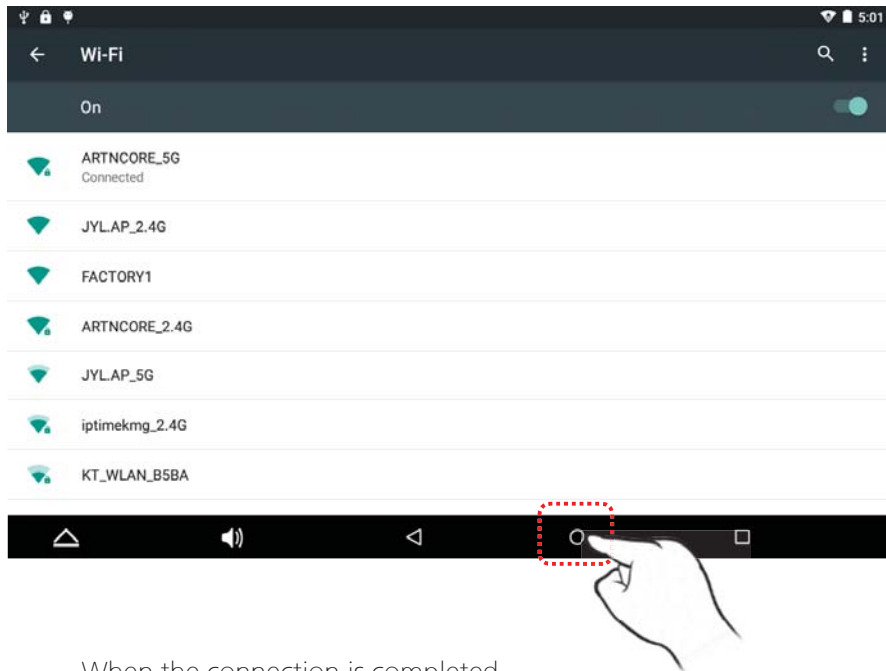 5:01
Wi-Fi
On
ARTNCORE_5G
Connected
JYL.AP_2.4G
FACTORY1
ARTNCORE_2.4G
JYL.AP_5G
iptimekmg_2.4G
KT_WLAN_B5BA
When the connection is completed